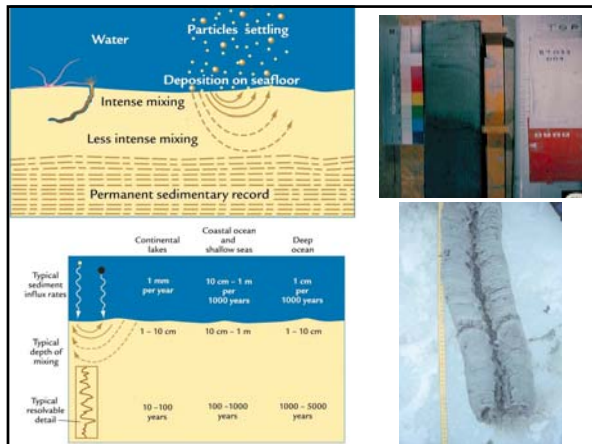 Water
Particles settling
Deposition on seafloor
Intense mixing
Less intense mixing
Permanent sedimentary record
Continental
lakes
Coastal ocean
and
shallow seas
Deep
ocean
Typical
sediment
influx rates
1 mm
per year
10 cm – 1 m
per
1000 years
1 cm
per
1000 years
Typical
depth of
mixing
1 – 10 cm
10 cm – 1 m
1 – 10 cm
Typical
resolvable
detail
10 –100
years
100 –1000
years
1000 – 5000
years
TOP